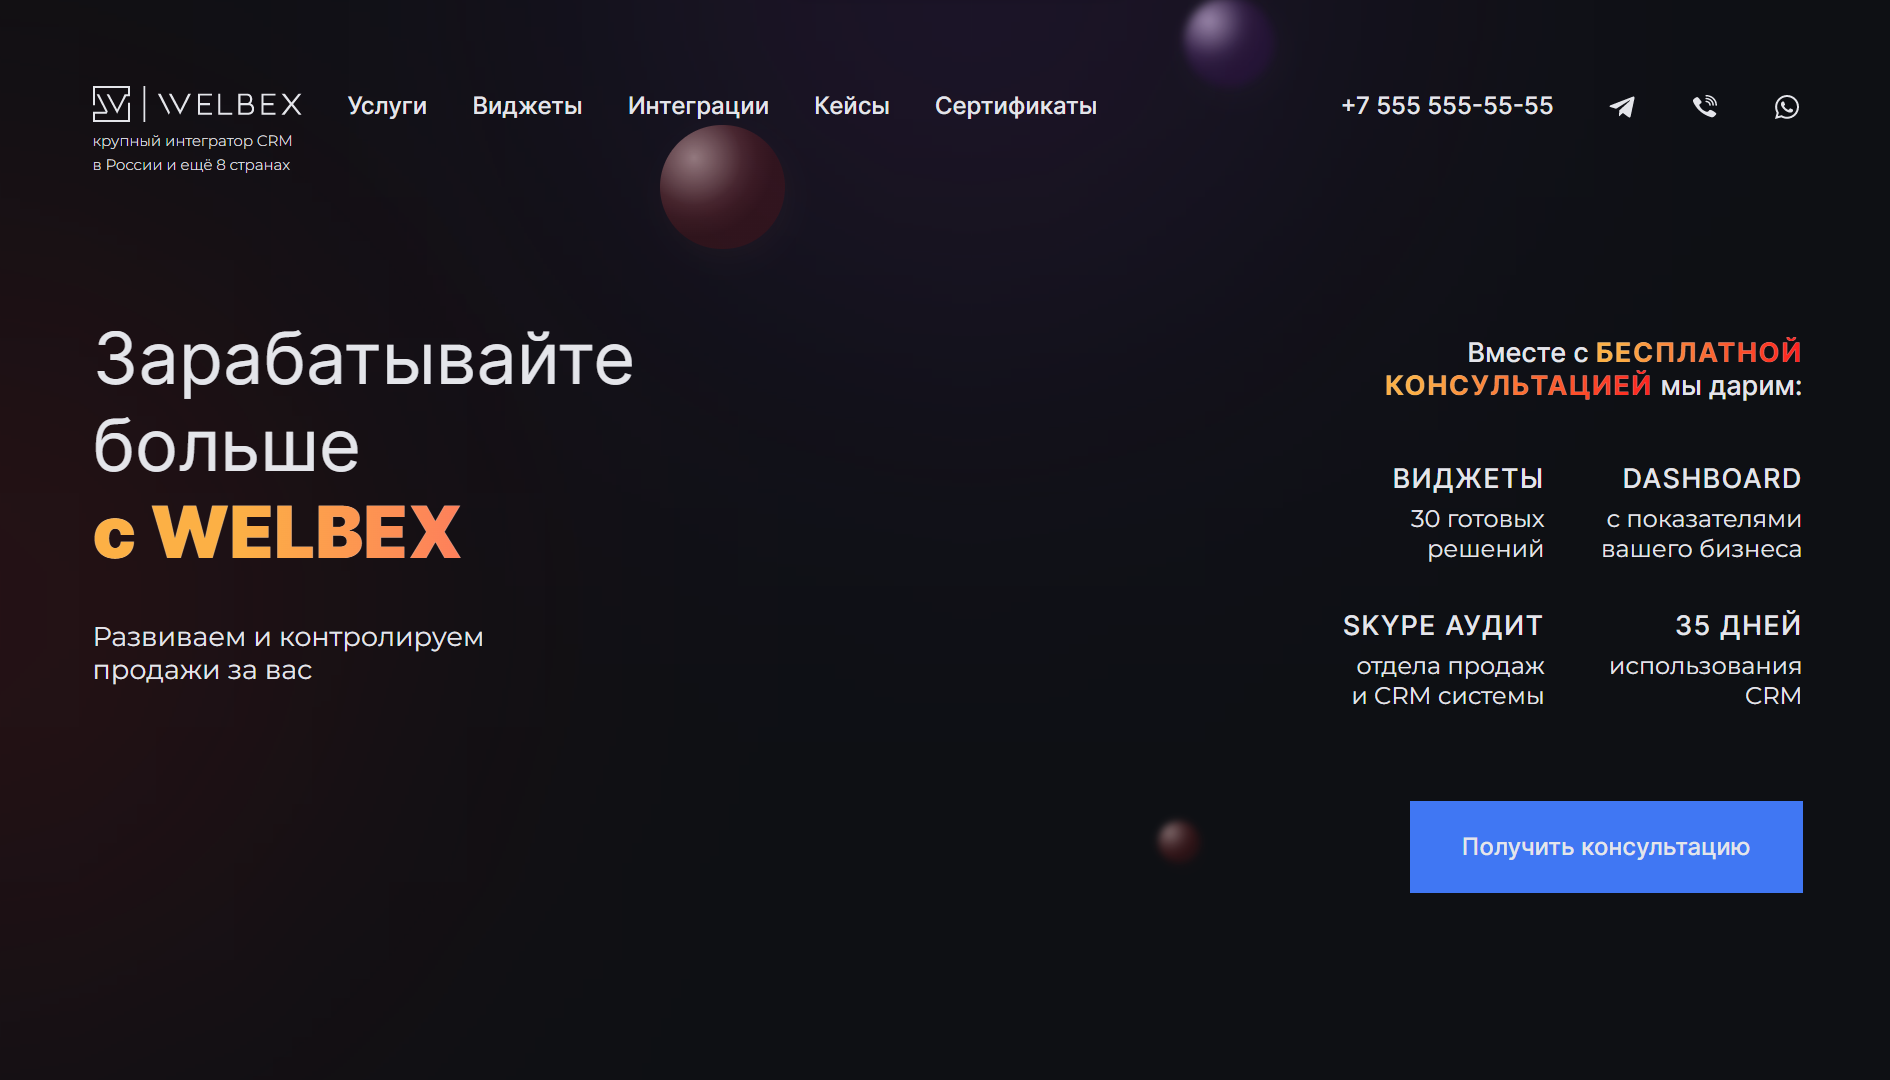 WELBEX
крупный интегратор CRM
в России и ещё 8 странах
Услуги Виджеты Интеграции Кейсы Сертификаты
+7 555 555-55-55
Зарабатывайте
больше
с WELBEX
Развиваем и контролируем
продажи за вас
Вместе с БЕСПЛАТНОЙ
КОНСУЛЬТАЦИЕЙ мы дарим:
ВИДЖЕТЫ
30 готовых
решений
DASHBOARD
с показателями
вашего бизнеса
SKYPE АУДИТ
отдела продаж
и CRM системы
35 ДНЕЙ
использования
CRM
Получить консультацию